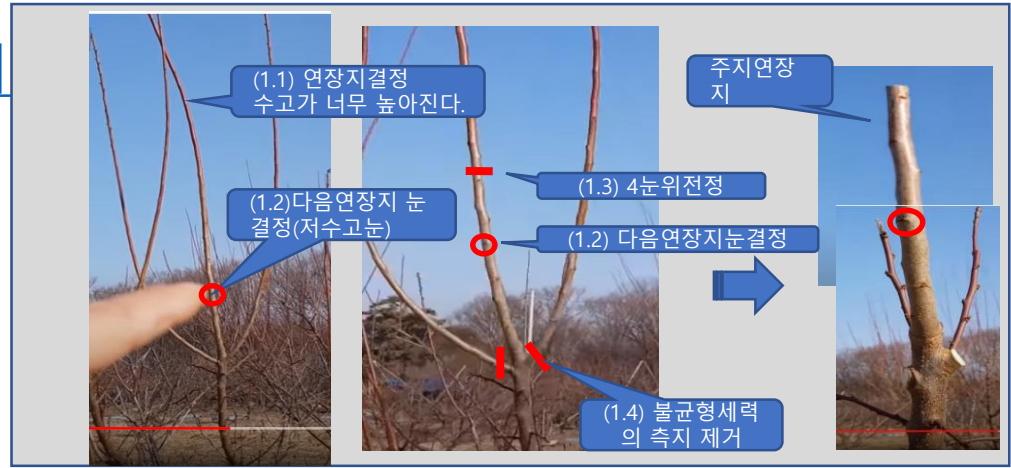 (1.1) 연장지결정
수고가 너무 높아진다.
(1.2)다음연장지 눈
결정(저수고눈)
(1.3) 4눈위전정
(1.2) 다음연장지눈결정
(1.4) 불균형세력
의 측지 제거
주지연장
지